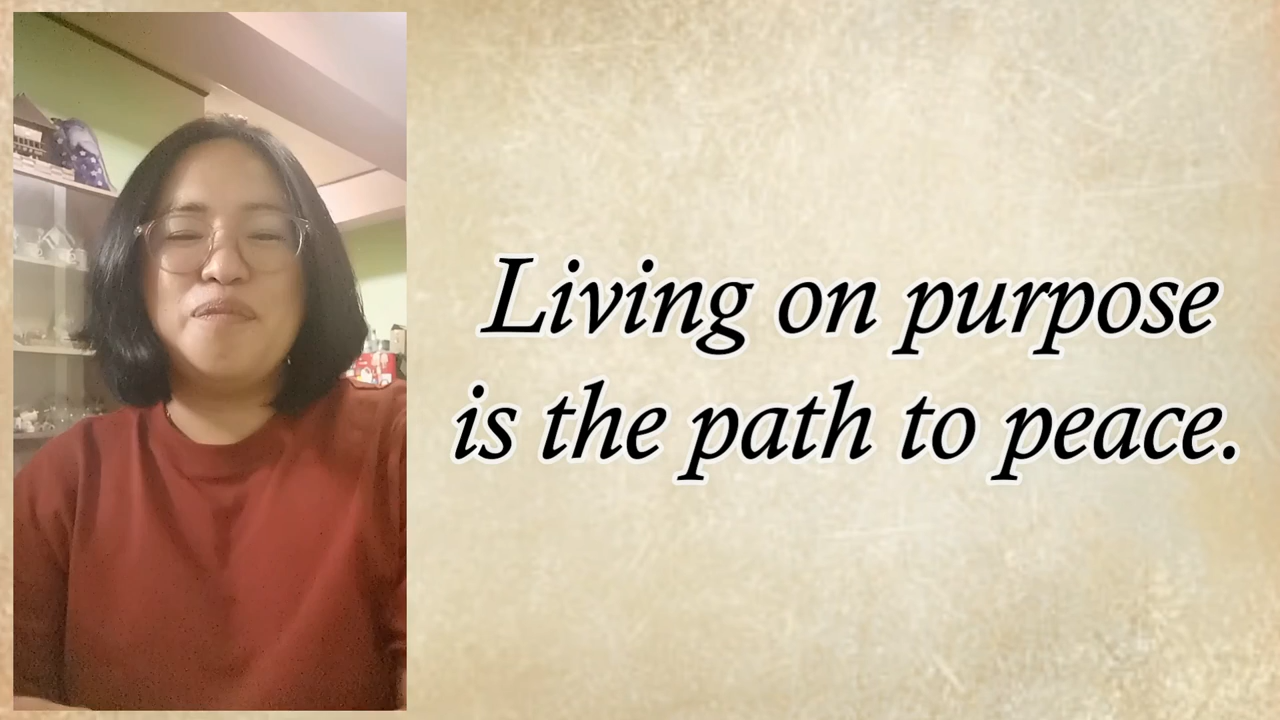 Living on purpose
is the path to peace.